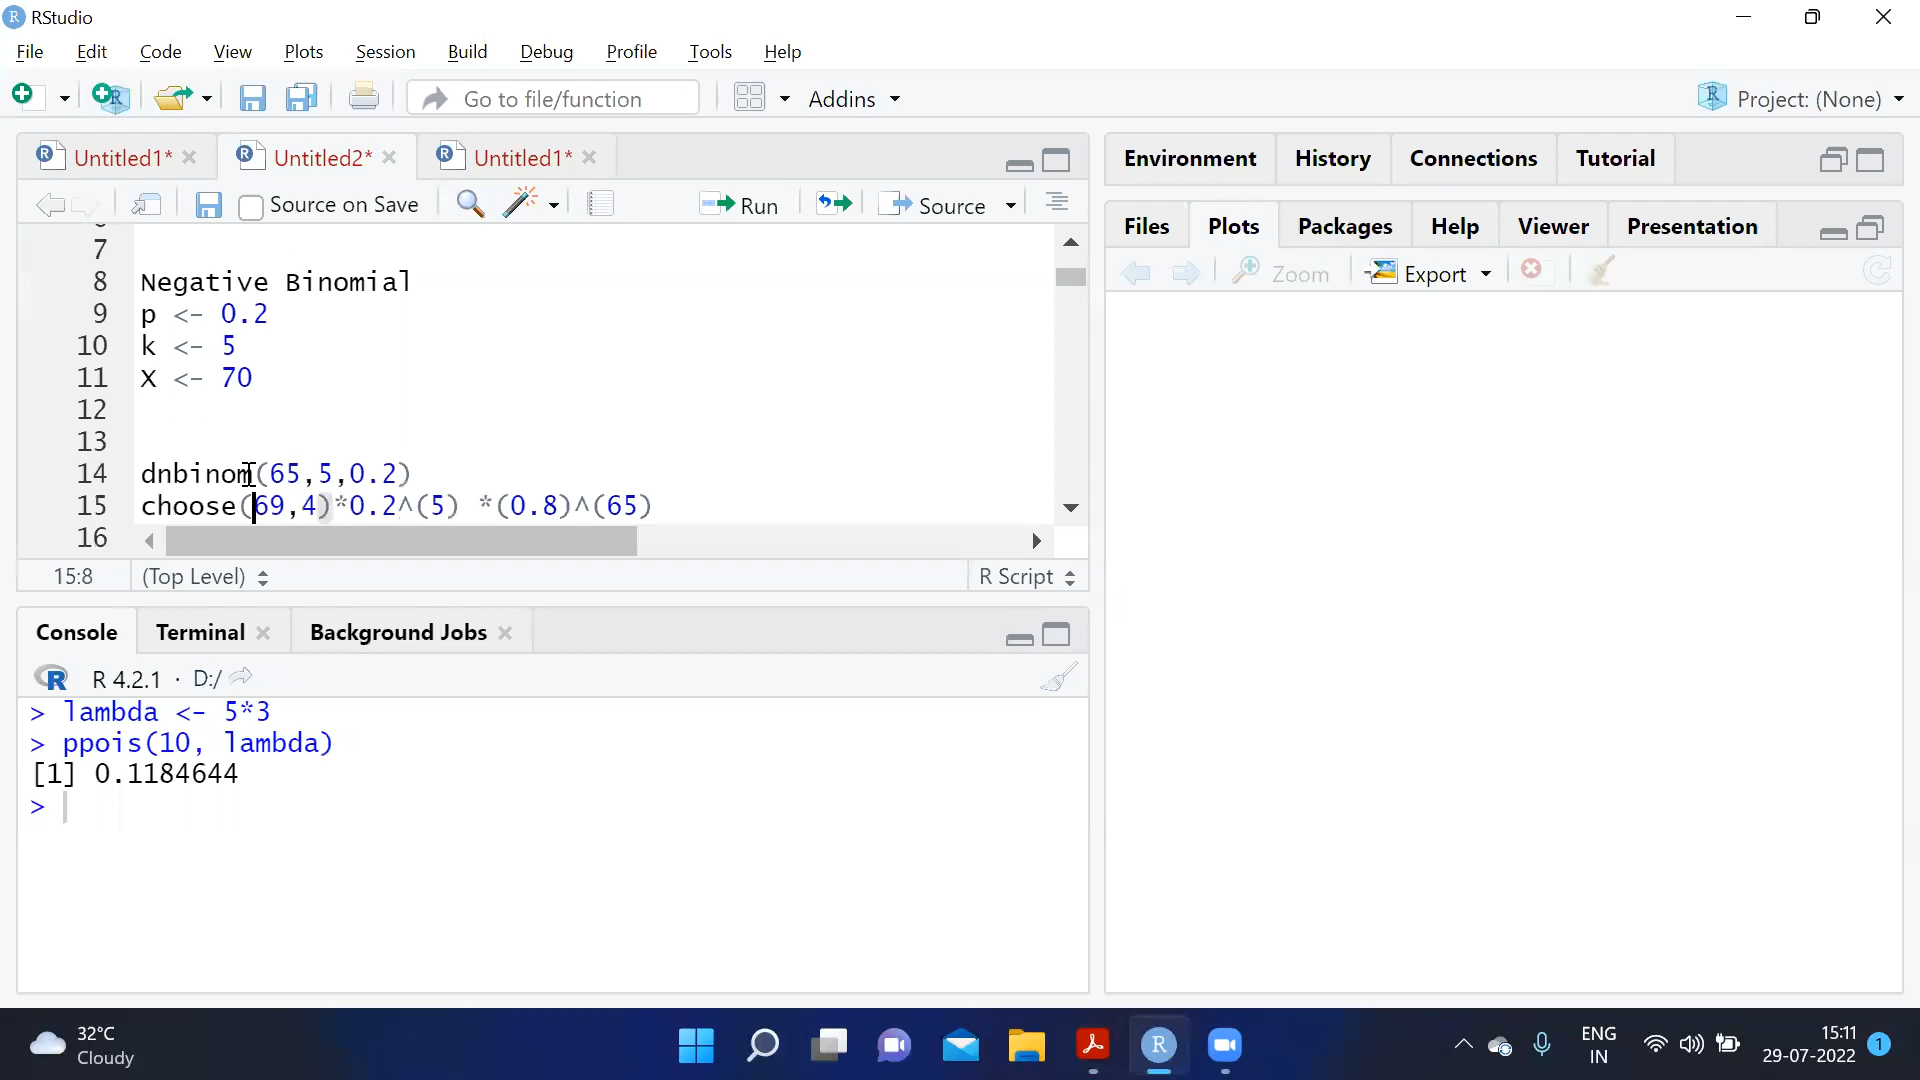 RStudio
File Edit Code View Plots Session Build Debug Profile Tools Help
Go to file/function Addins Project: (None)
Untitled1* Untitled2* Untitled1*
Source on Save Run Source
7
8 Negative Binomial
9 p <- 0.2
10 k <- 5
11 X <- 70
12
13
14 dnbinom(65,5,0.2)
15 choose(69,4)*0.2^(5) *(0.8)^(65)
16
15:8 (Top Level) R Script
Console Terminal Background Jobs
R 4.2.1 · D:/
> lambda <- 5*3
> ppois(10, lambda)
[1] 0.1184644
>
Environment History Connections Tutorial
Files Plots Packages Help Viewer Presentation
Zoom Export
32°C
Cloudy
ENG
IN
15:11
29-07-2022
1